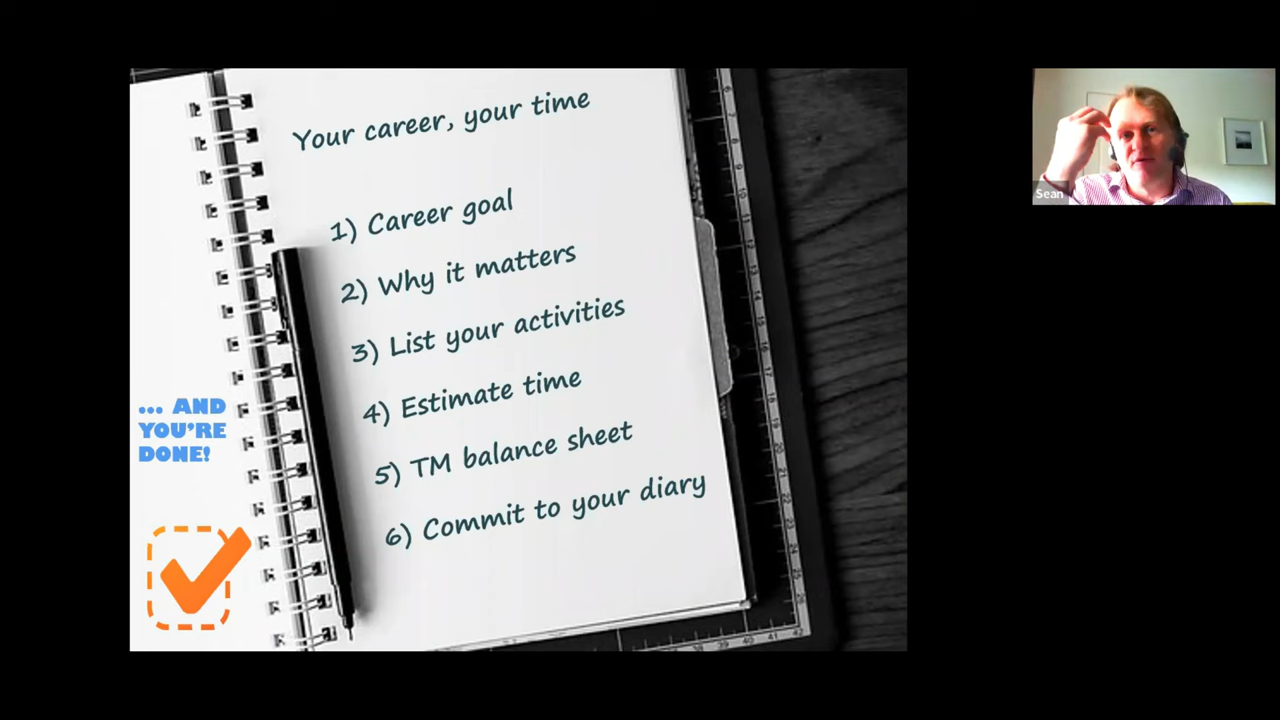 Your career, your time
1) Career goal
2) Why it matters
3) List your activities
4) Estimate time
5) TM balance sheet
6) Commit to your diary
... AND
YOU'RE
DONE!
Sean